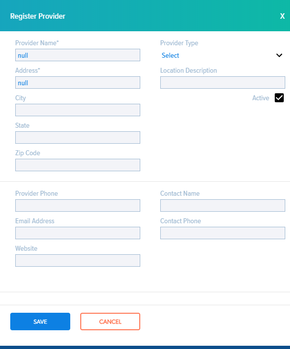 Register Provider X
Provider Name* Provider Type
null Select
Address* Location Description
null
City Active
State
Zip Code
Provider Phone Contact Name
Email Address Contact Phone
Website
SAVE CANCEL